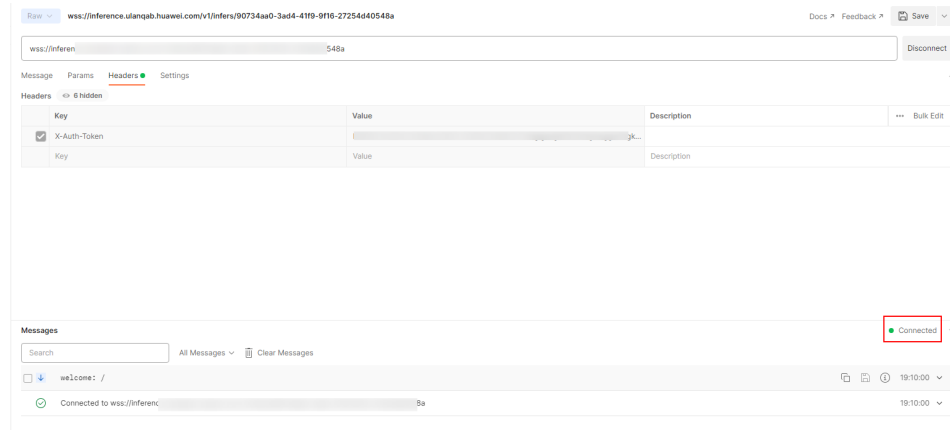 Raw wss://inference.ulanqab.huawei.com/v1/infers/90734aa0-3ad4-41f9-9f16-27254d40548a Docs ↗ Feedback ↗ Save
wss://inferen 548a Disconnect
Message Params Headers Settings
Headers 6 hidden
Key Value Description ••• Bulk Edit
X-Auth-Token
Key Value Description
Messages Connected
Search All Messages Clear Messages
welcome: / 19:10:00
Connected to wss://inferenc 8a 19:10:00